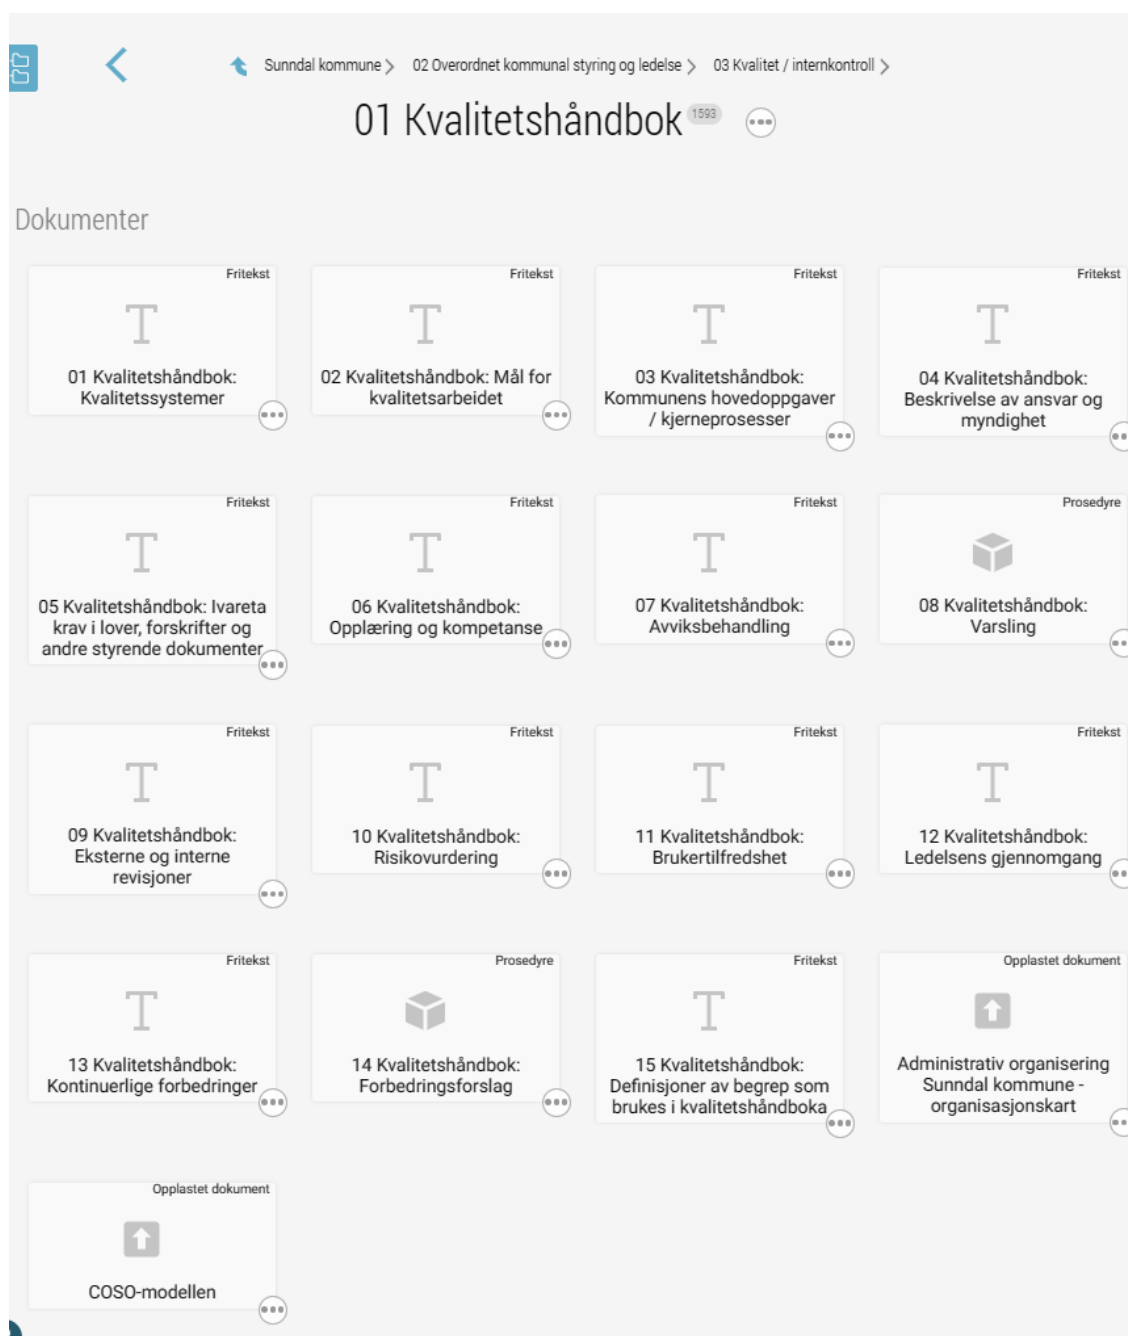 Sunndal kommune > 02 Overordnet kommunal styring og ledelse > 03 Kvalitet / internkontroll >
01 Kvalitetshåndbok 1593
Dokumenter
Fritekst
01 Kvalitetshåndbok:
Kvalitetssystemer
Fritekst
02 Kvalitetshåndbok: Mål for
kvalitetsarbeidet
Fritekst
03 Kvalitetshåndbok:
Kommunens hovedoppgaver
/ kjerneprosesser
Fritekst
04 Kvalitetshåndbok:
Beskrivelse av ansvar og
myndighet
Fritekst
05 Kvalitetshåndbok: Ivareta
krav i lover, forskrifter og
andre styrende dokumenter
Fritekst
06 Kvalitetshåndbok:
Opplæring og kompetanse
Fritekst
07 Kvalitetshåndbok:
Avviksbehandling
Prosedyre
08 Kvalitetshåndbok:
Varsling
Fritekst
09 Kvalitetshåndbok:
Eksterne og interne
revisjoner
Fritekst
10 Kvalitetshåndbok:
Risikovurdering
Fritekst
11 Kvalitetshåndbok:
Brukertilfredshet
Fritekst
12 Kvalitetshåndbok:
Ledelsens gjennomgang
Fritekst
13 Kvalitetshåndbok:
Kontinuerlige forbedringer
Prosedyre
14 Kvalitetshåndbok:
Forbedringsforslag
Fritekst
15 Kvalitetshåndbok:
Definisjoner av begrep som
brukes i kvalitetshåndboka
Opplastet dokument
Administrativ organisering
Sunndal kommune -
organisasjonskart
Opplastet dokument
COSO-modellen